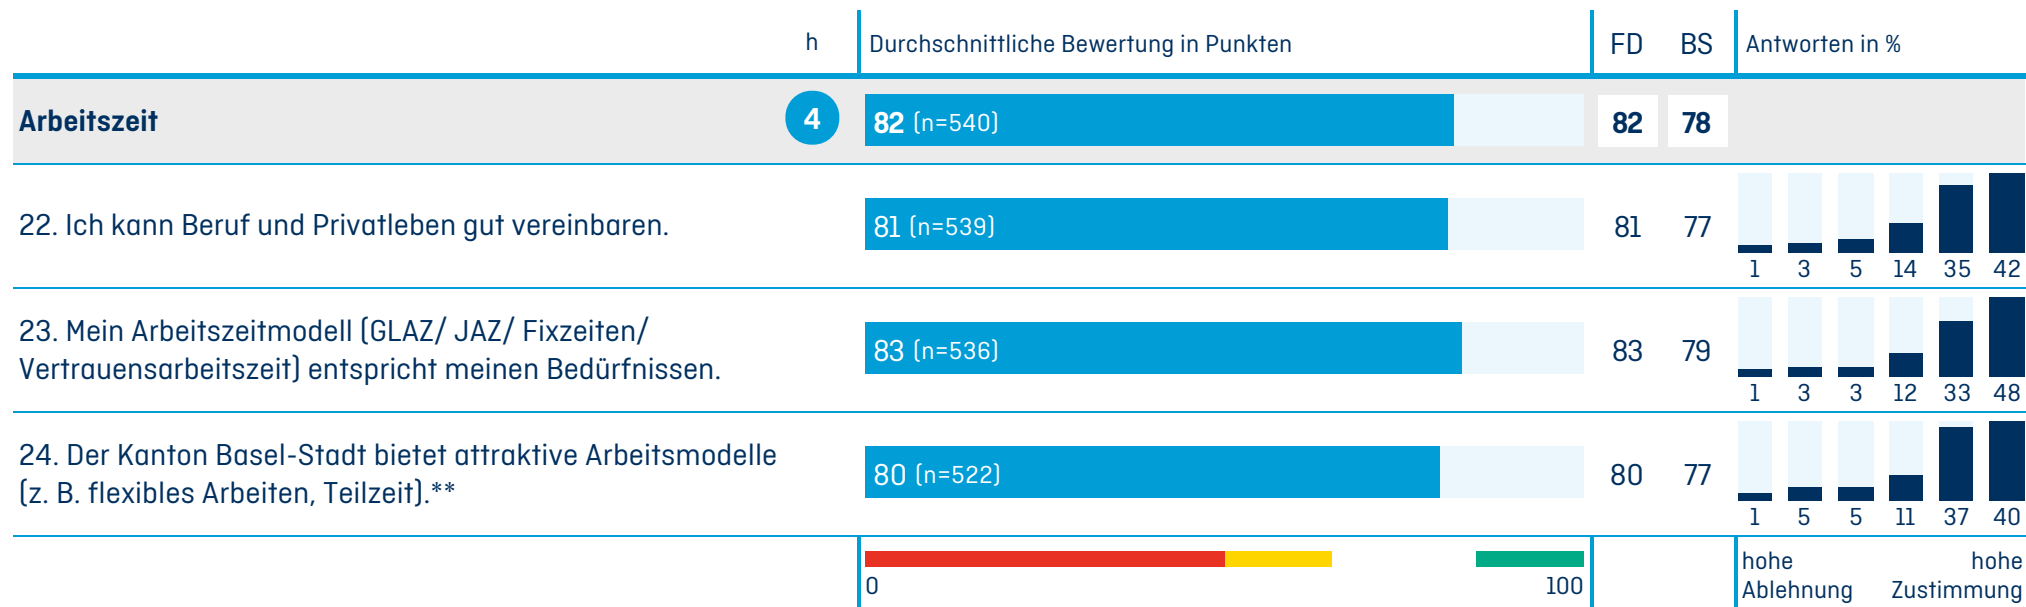 h Durchschnittliche Bewertung in Punkten FD BS Antworten in %
Arbeitszeit 4 82 (n=540) 82 78
22. Ich kann Beruf und Privatleben gut vereinbaren. 81 (n=539) 81 77
1 3 5 14 35 42
23. Mein Arbeitszeitmodell (GLAZ/ JAZ/ Fixzeiten/
Vertrauensarbeitszeit) entspricht meinen Bedürfnissen. 83 (n=536) 83 79
1 3 3 12 33 48
24. Der Kanton Basel-Stadt bietet attraktive Arbeitsmodelle
(z. B. flexibles Arbeiten, Teilzeit).** 80 (n=522) 80 77
1 5 5 11 37 40
0 100
hohe hohe
Ablehnung Zustimmung